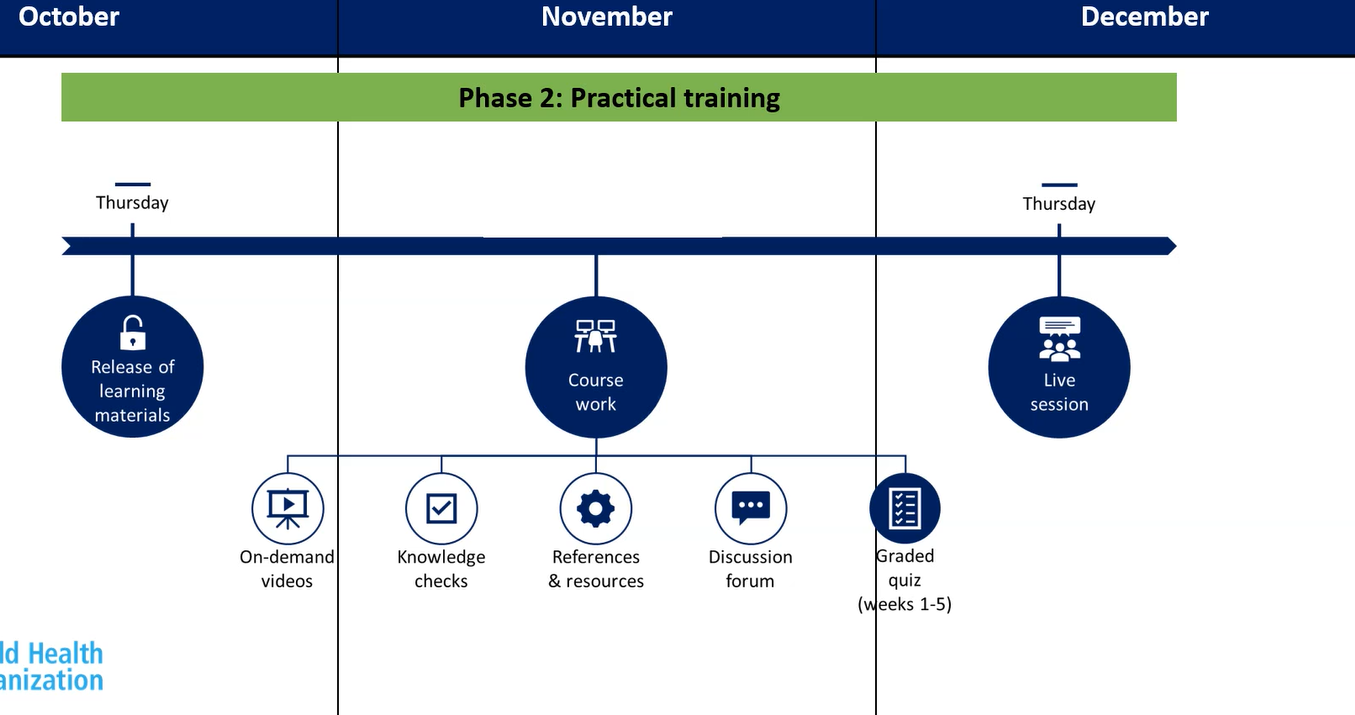 October
November
December
Phase 2: Practical training
Thursday
Thursday
Release of
learning
materials
Course
work
Live
session
On-demand
videos
Knowledge
checks
References
& resources
Discussion
forum
Graded
quiz
(weeks 1-5)
ld Health
anization